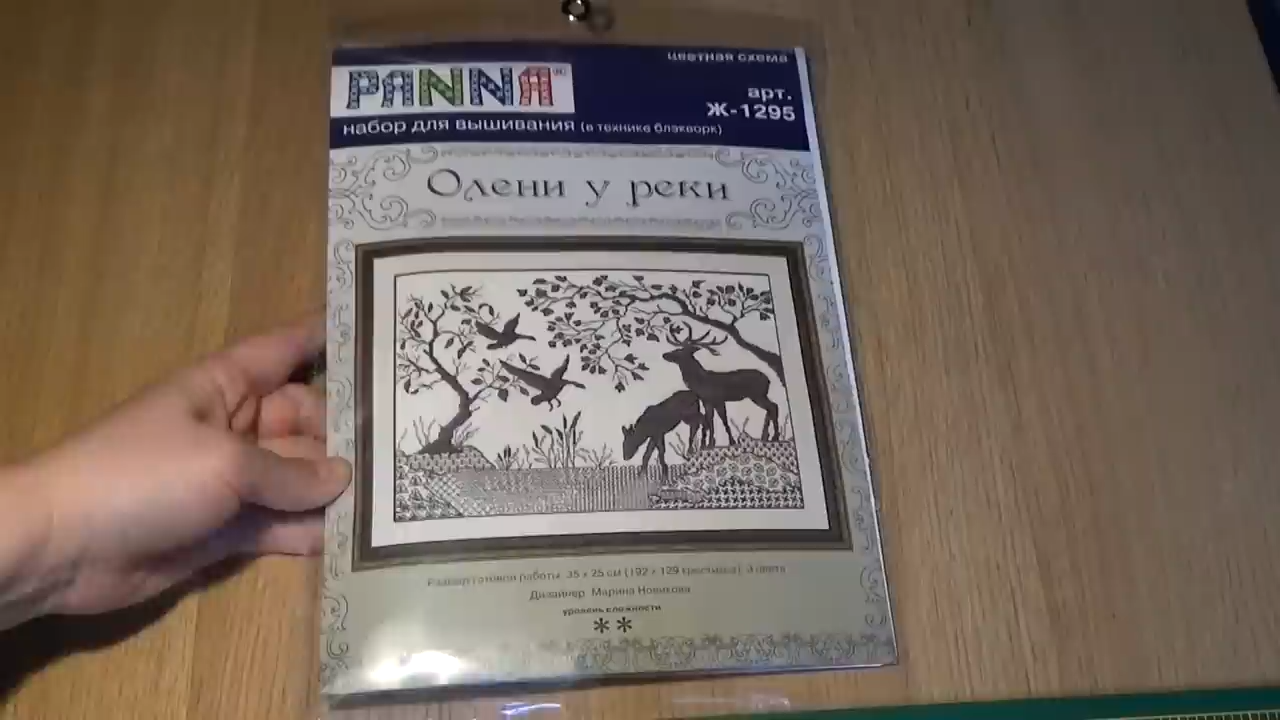 цветная схема
PANNA®
арт.
Ж-1295
набор для вышивания (в технике блэкворк)
Олени у реки
Размер готовой работы: 35 x 25 см (192 x 129 крестиков), 3 цвета
Дизайнер Марина Новикова
уровень сложности
**